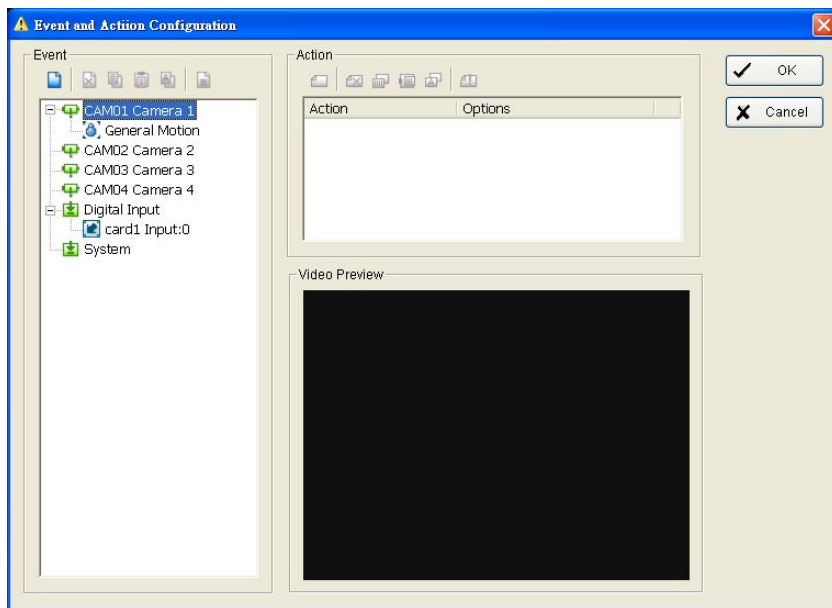 Event and Actiion Configuration
Event
CAM01 Camera 1
General Motion
CAM02 Camera 2
CAM03 Camera 3
CAM04 Camera 4
Digital Input
card1 Input:0
System
Action
Action Options
Video Preview
OK
Cancel